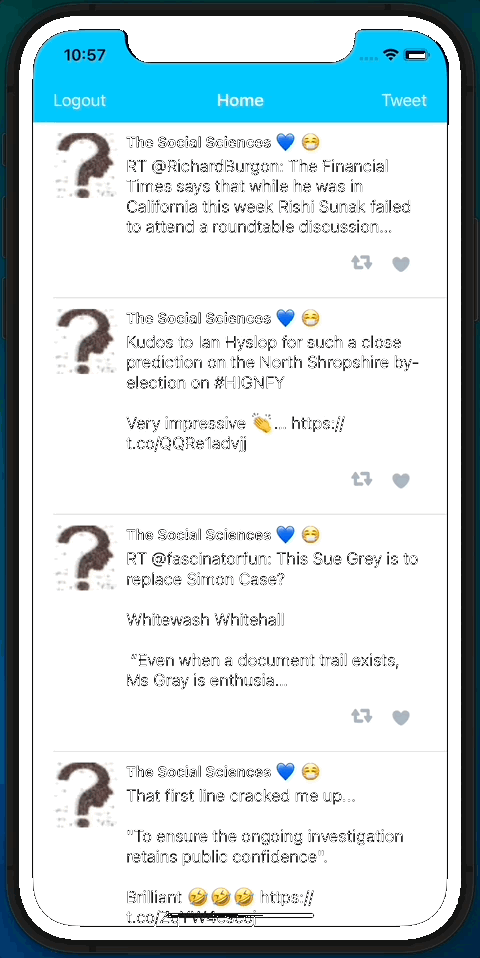 10:57
Logout Home Tweet
The Social Sciences 💙 😷
RT @RichardBurgon: The Financial
Times says that while he was in
California this week Rishi Sunak failed
to attend a roundtable discussion...
The Social Sciences 💙 😷
Kudos to Ian Hyslop for such a close
prediction on the North Shropshire by-
election on #HIGNFY
Very impressive 👏... https://
t.co/QQRe1advjj
The Social Sciences 💙 😷
RT @fascinatorfun: This Sue Grey is to
replace Simon Case?
Whitewash Whitehall
“Even when a document trail exists,
Ms Gray is enthusia...
The Social Sciences 💙 😷
That first line cracked me up...
"To ensure the ongoing investigation
retains public confidence".
Brilliant 🤣🤣🤣 https://